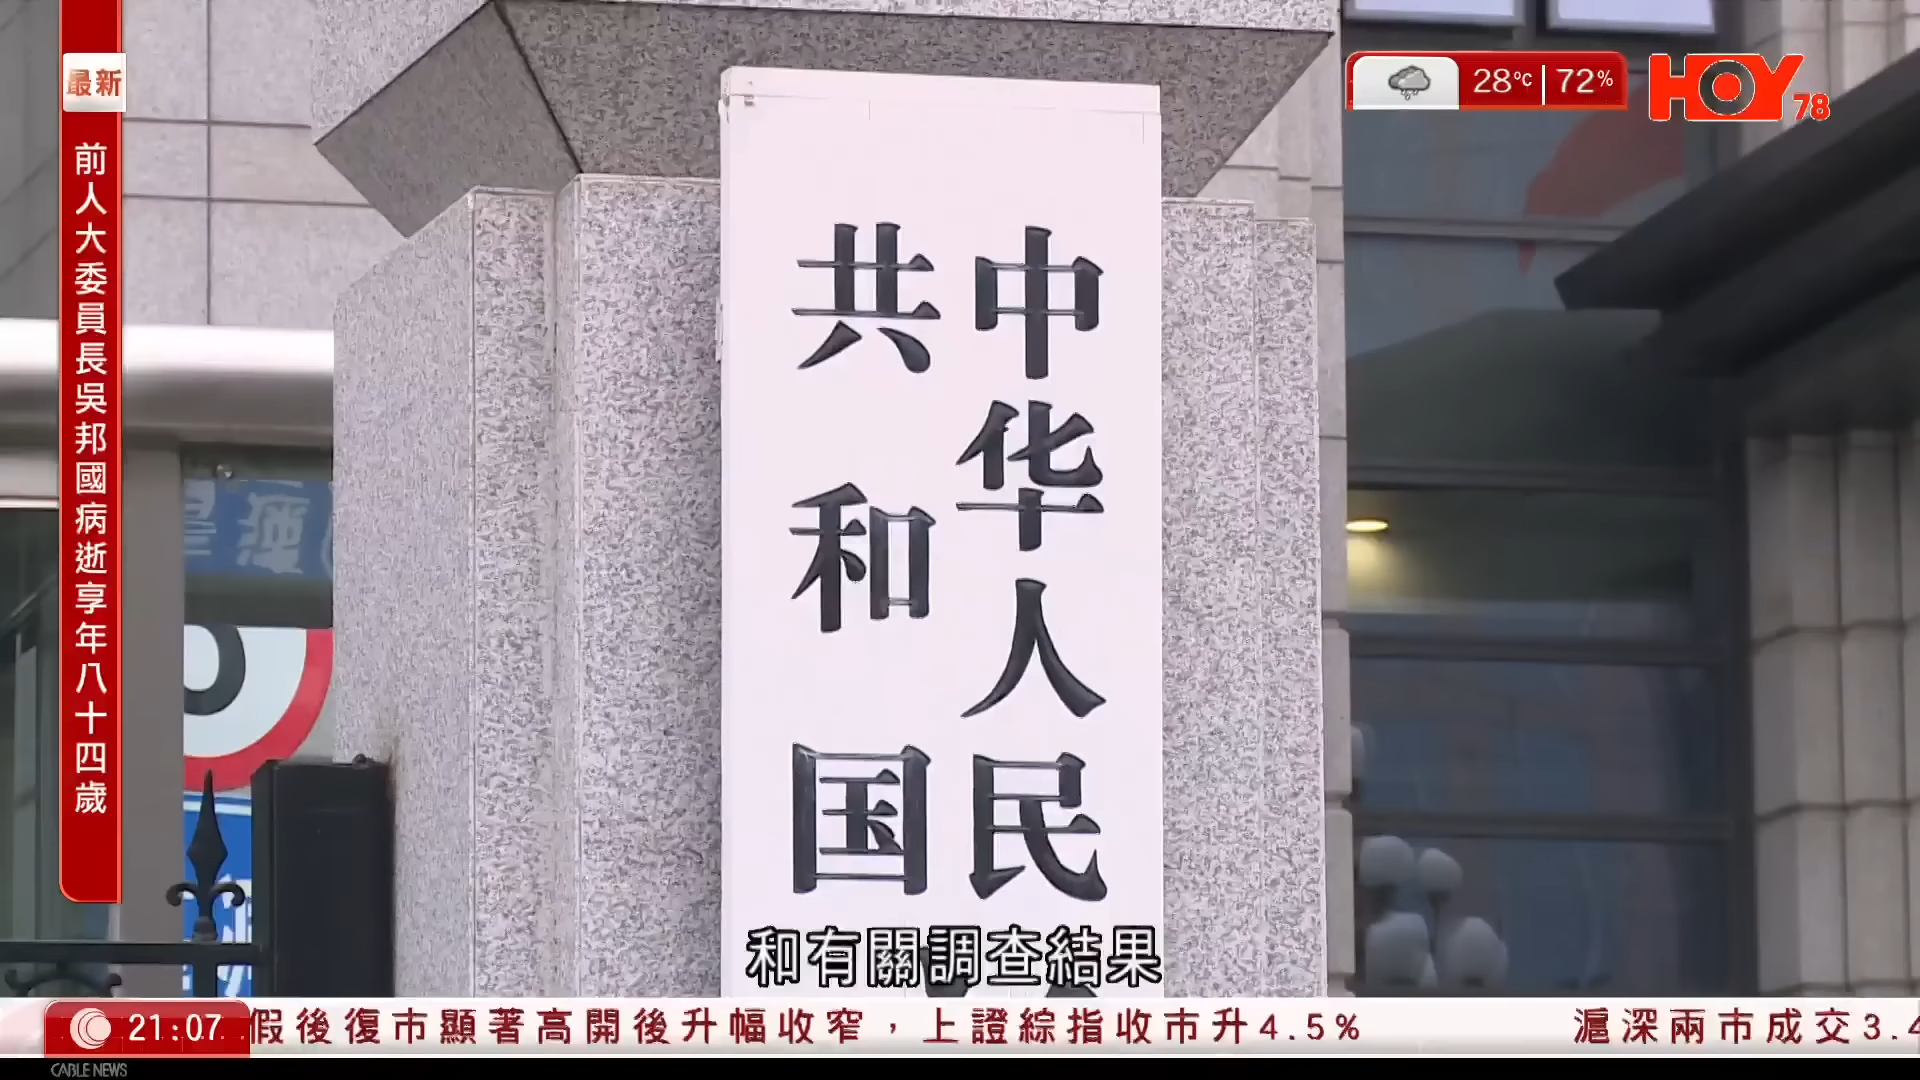 最新
前人大委員長吳邦國病逝享年八十四歲
28℃ 72%
HOY 78
中华人民
共和国
和有關調查結果
21:07
假後復市顯著高開後升幅收窄，上證綜指收市升4.5%
滬深兩市成交3.4
CABLE NEWS